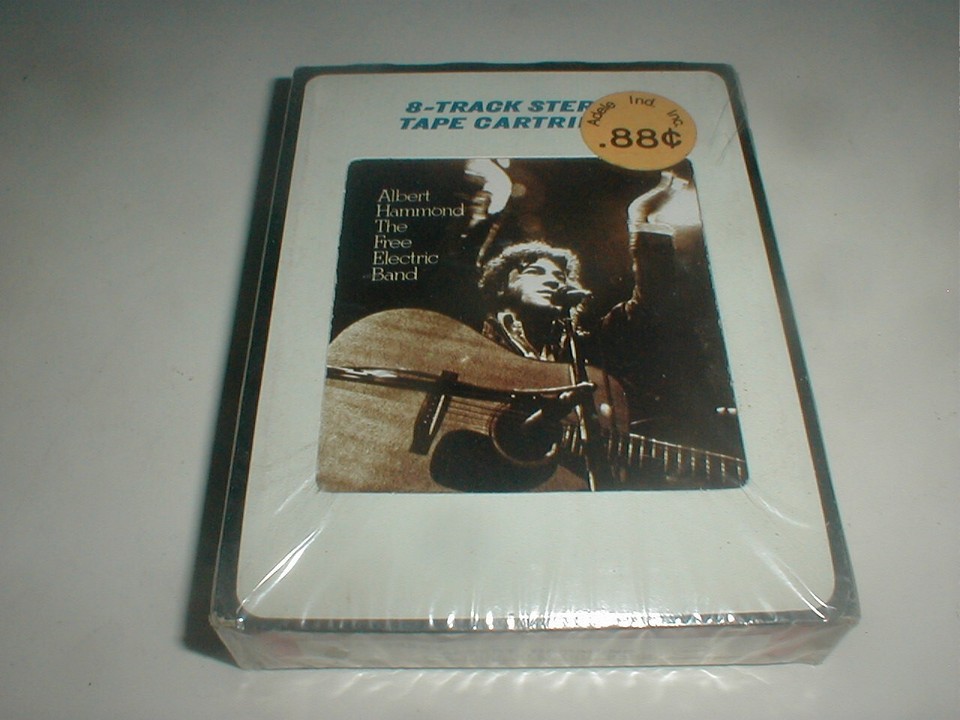 8-TRACK STER
TAPE CARTRI
Adele Ind. Inc.
.88¢
Albert
Hammond
The
Free
Electric
Band